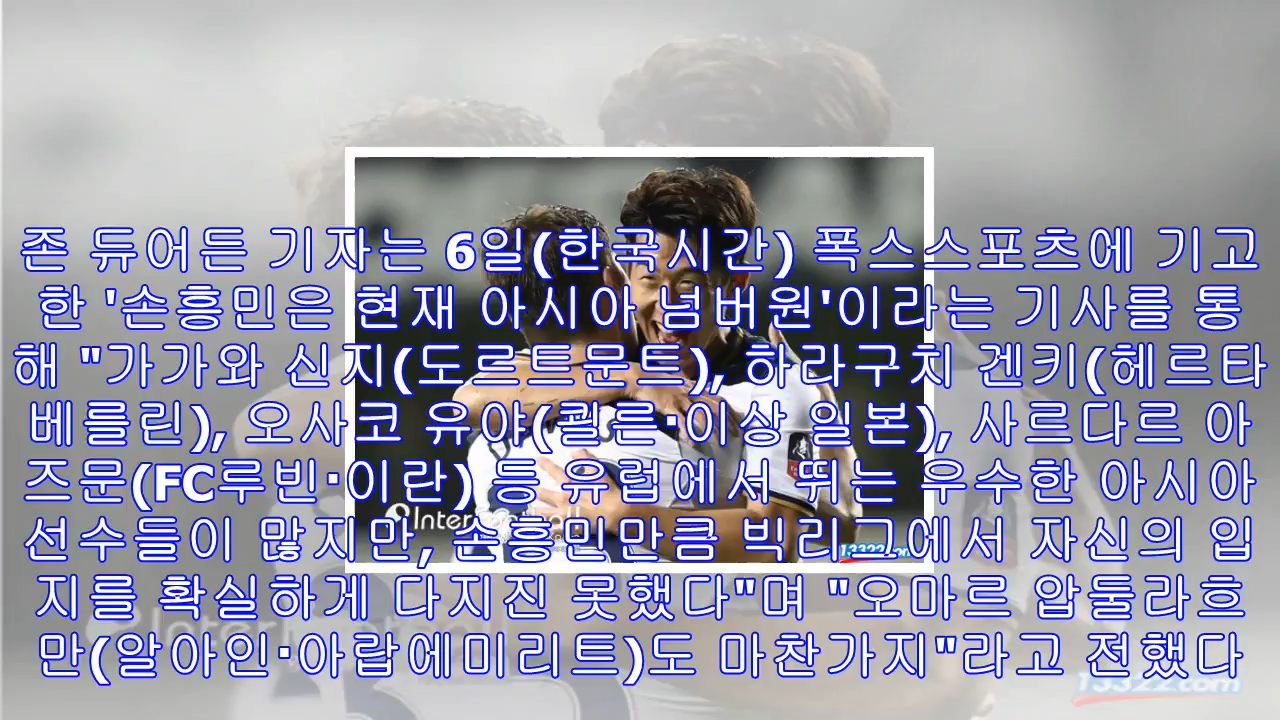 존 듀어든 기자는 6일(한국시간) 폭스스포츠에 기고
한 '손흥민은 현재 아시아 넘버원'이라는 기사를 통
해 "가가와 신지(도르트문트), 하라구치 겐키(헤르타
베를린), 오사코 유야(쾰른·이상 일본), 사르다르 아
즈문(FC루빈·이란) 등 유럽에서 뛰는 우수한 아시아
선수들이 많지만, 손흥민만큼 빅리그에서 자신의 입
지를 확실하게 다지진 못했다"며 "오마르 압둘라흐
만(알아인·아랍에미리트)도 마찬가지"라고 전했다
13322.com